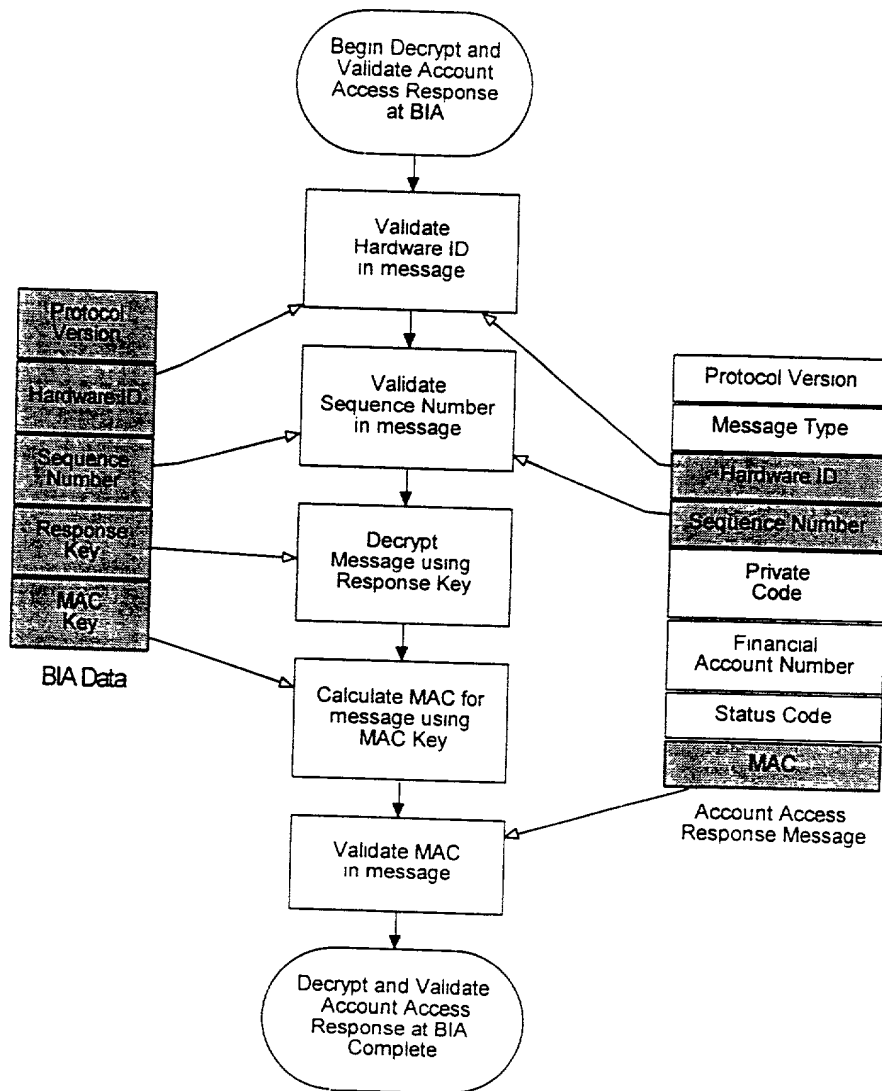 Begin Decrypt and
Validate Account
Access Response
at BIA
Validate
Hardware ID
in message
Validate
Sequence Number
in message
Decrypt
Message using
Response Key
Calculate MAC for
message using
MAC Key
Validate MAC
in message
Decrypt and Validate
Account Access
Response at BIA
Complete
Protocol
Version
Hardware ID
Sequence
Number
Response
Key
MAC
Key
BIA Data
Protocol Version
Message Type
Hardware ID
Sequence Number
Private
Code
Financial
Account Number
Status Code
MAC
Account Access
Response Message